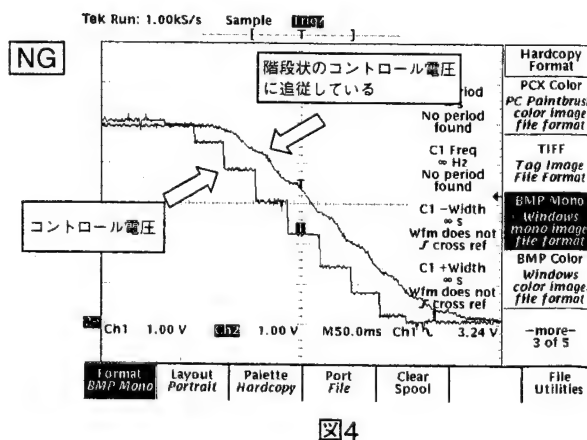 Tek Run: 1.00kS/s Sample Trig?
T
NG
階段状のコントロール電圧
に追従している
コントロール電圧
riod
s
No period
found
C1 Freq
∞ Hz
No period
found
C1 -Width
∞ s
Wfm does not
cross ref
C1 +Width
∞ s
Wfm does not
cross ref
Ch1 1.00 V Ch2 1.00 V M50.0ms Ch1 3.24 V
Hardcopy
Format
PCX Color
PC Paintbrush
color image
file format
TIFF
Tag Image
File Format
BMP Mono
Windows
mono image
file format
BMP Color
Windows
color image
file format
-more-
3 of 5
Format
BMP Mono
Layout
Portrait
Palette
Hardcopy
Port
File
Clear
Spool
File
Utilities
図4